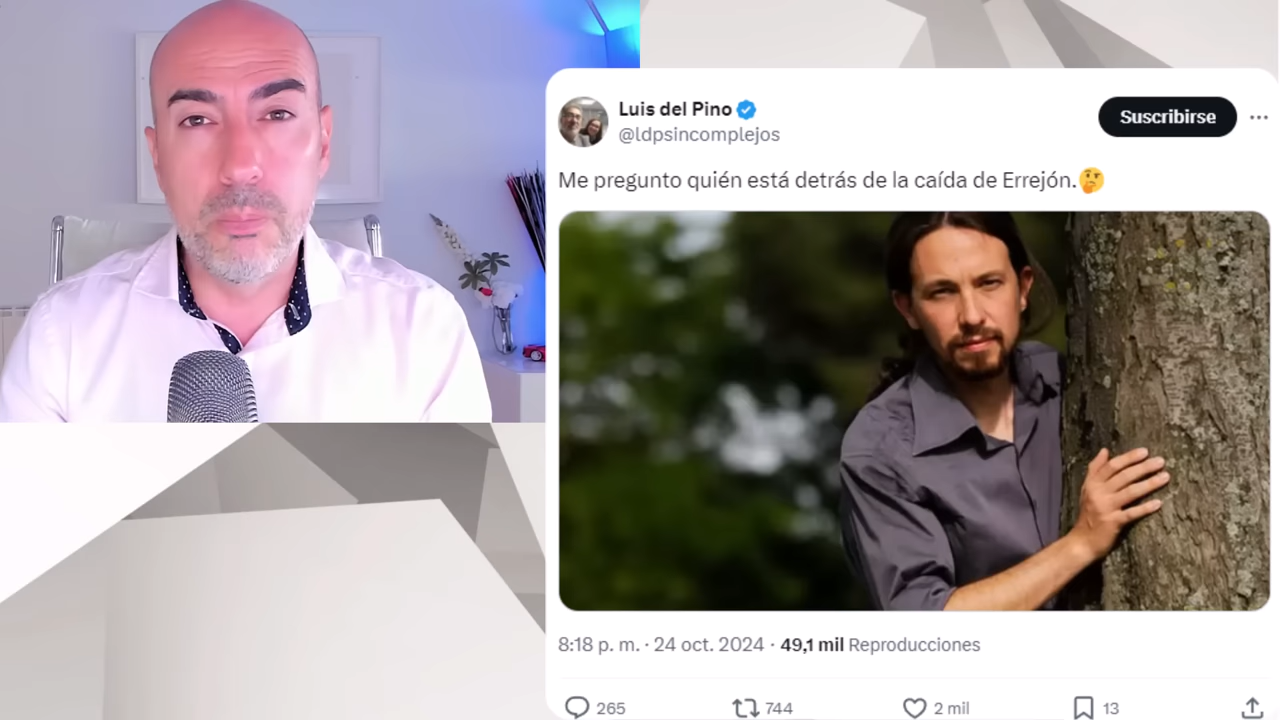 Luis del Pino
@ldpsincomplejos
Suscribirse
Me pregunto quién está detrás de la caída de Errejón.🤔
8:18 p. m. · 24 oct. 2024 · 49,1 mil Reproducciones
265 744 2 mil 13